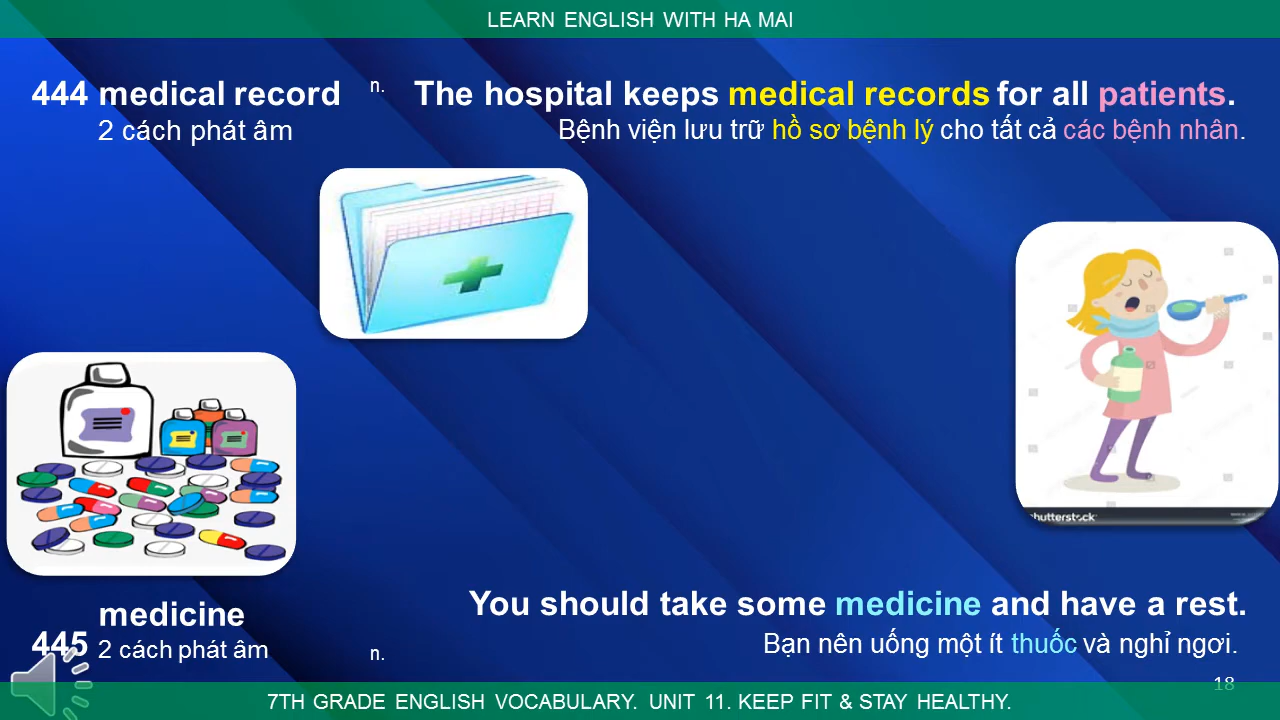 LEARN ENGLISH WITH HA MAI
444 medical record n. The hospital keeps medical records for all patients.
2 cách phát âm
Bệnh viện lưu trữ hồ sơ bệnh lý cho tất cả các bệnh nhân.
shutterstock
medicine
445 2 cách phát âm n.
You should take some medicine and have a rest.
Bạn nên uống một ít thuốc và nghỉ ngơi.
18
7TH GRADE ENGLISH VOCABULARY. UNIT 11. KEEP FIT & STAY HEALTHY.